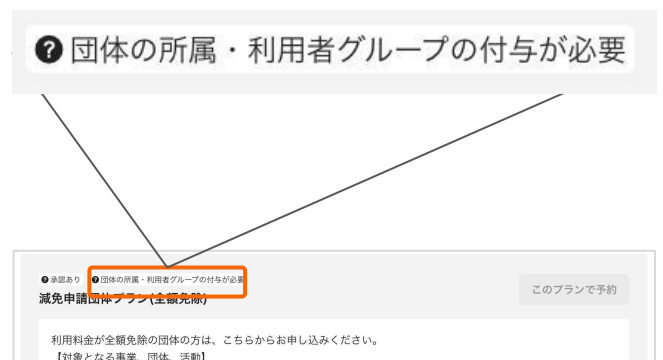 ?団体の所属・利用者グループの付与が必要
?承認あり ?団体の所属・利用者グループの付与が必要
減免申請団体プラン(全額免除)
このプランで予約
利用料金が全額免除の団体の方は、こちらからお申し込みください。
【対象となる事業、団体、活動】